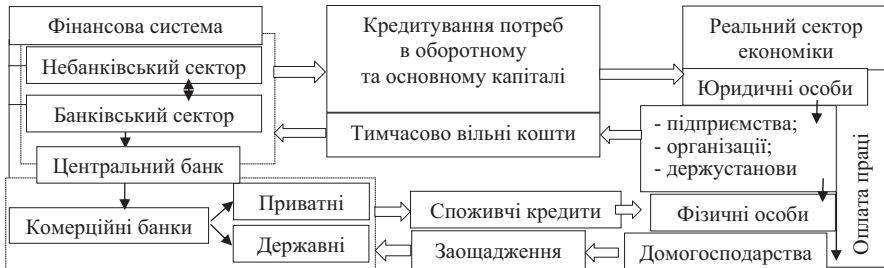 Фінансова система
Небанківський сектор
Банківський сектор
Центральний банк
Комерційні банки
Приватні
Державні
Кредитування потреб
в оборотному
та основному капіталі
Тимчасово вільні кошти
Споживчі кредити
Заощадження
Реальний сектор
економіки
Юридичні особи
- підприємства;
- організації;
- держустанови
Фізичні особи
Домогосподарства
Оплата праці